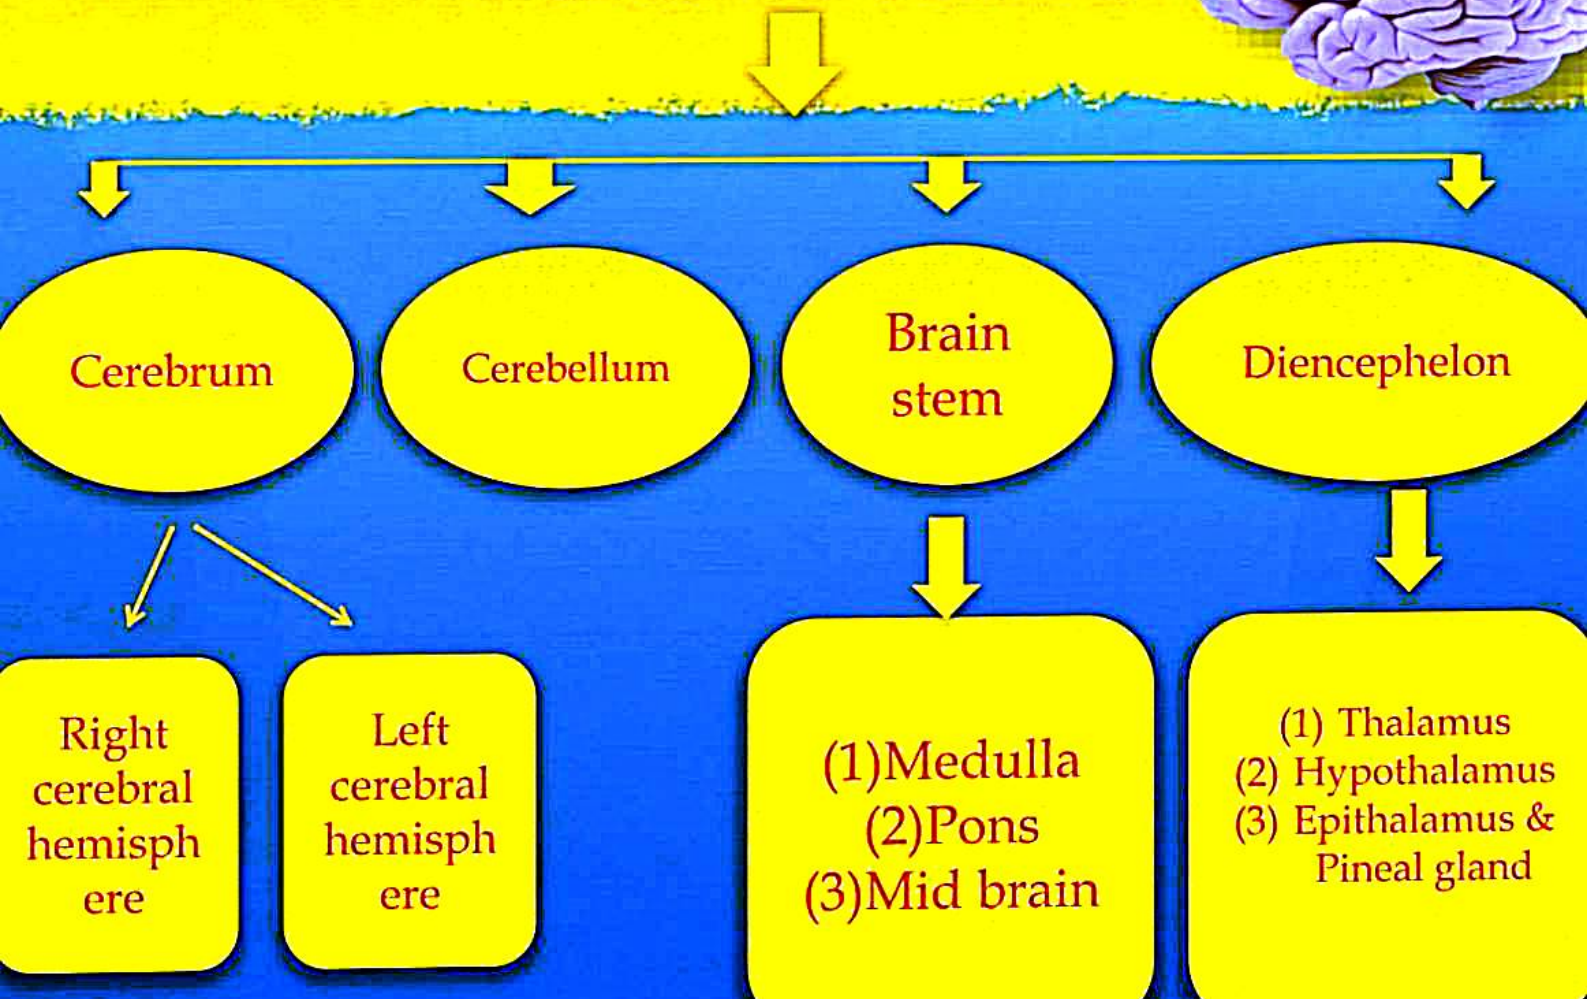 Cerebrum
Cerebellum
Brain
stem
Diencephelon
Right
cerebral
hemisph
ere
Left
cerebral
hemisph
ere
(1)Medulla
(2)Pons
(3)Mid brain
(1) Thalamus
(2) Hypothalamus
(3) Epithalamus &
Pineal gland